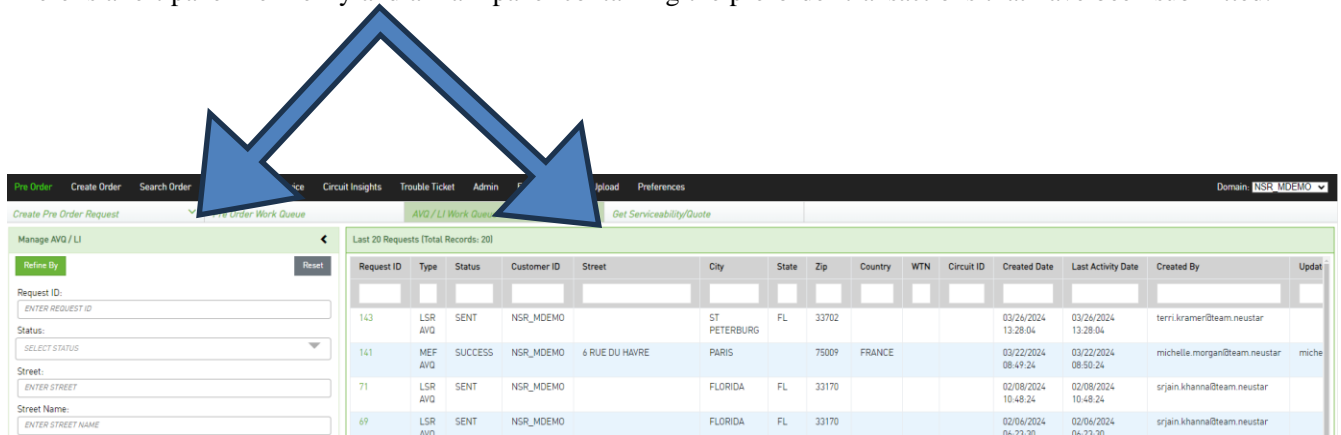 Pre Order Create Order Search Order Circuit Insights Trouble Ticket Admin Preferences Domain: NSR_MDEMO
Create Pre Order Request Order Work Queue AVQ / LI Work Queue Get Serviceability/Quote
Manage AVQ / LI Last 20 Requests (Total Records: 20)
Refine By Reset
Request ID Type Status Customer ID Street City State Zip Country WTN Circuit ID Created Date Last Activity Date Created By Updat
Request ID:
ENTER REQUEST ID
Status:
SELECT STATUS
Street:
ENTER STREET
Street Name:
ENTER STREET NAME
143 LSR AVQ SENT NSR_MDEMO ST PETERBURG FL 33702 03/26/2024 13:28:04 03/26/2024 13:28:04 terri.kramer@team.neustar
141 MEF AVQ SUCCESS NSR_MDEMO 6 RUE DU HAVRE PARIS 75009 FRANCE 03/22/2024 08:49:24 03/22/2024 08:50:24 michelle.morgan@team.neustar miche
71 LSR AVQ SENT NSR_MDEMO FLORIDA FL 33170 02/08/2024 10:48:24 02/08/2024 10:48:24 srjain.khanna@team.neustar
69 LSR AVQ SENT NSR_MDEMO FLORIDA FL 33170 02/06/2024 02/06/2024 srjain.khanna@team.neustar